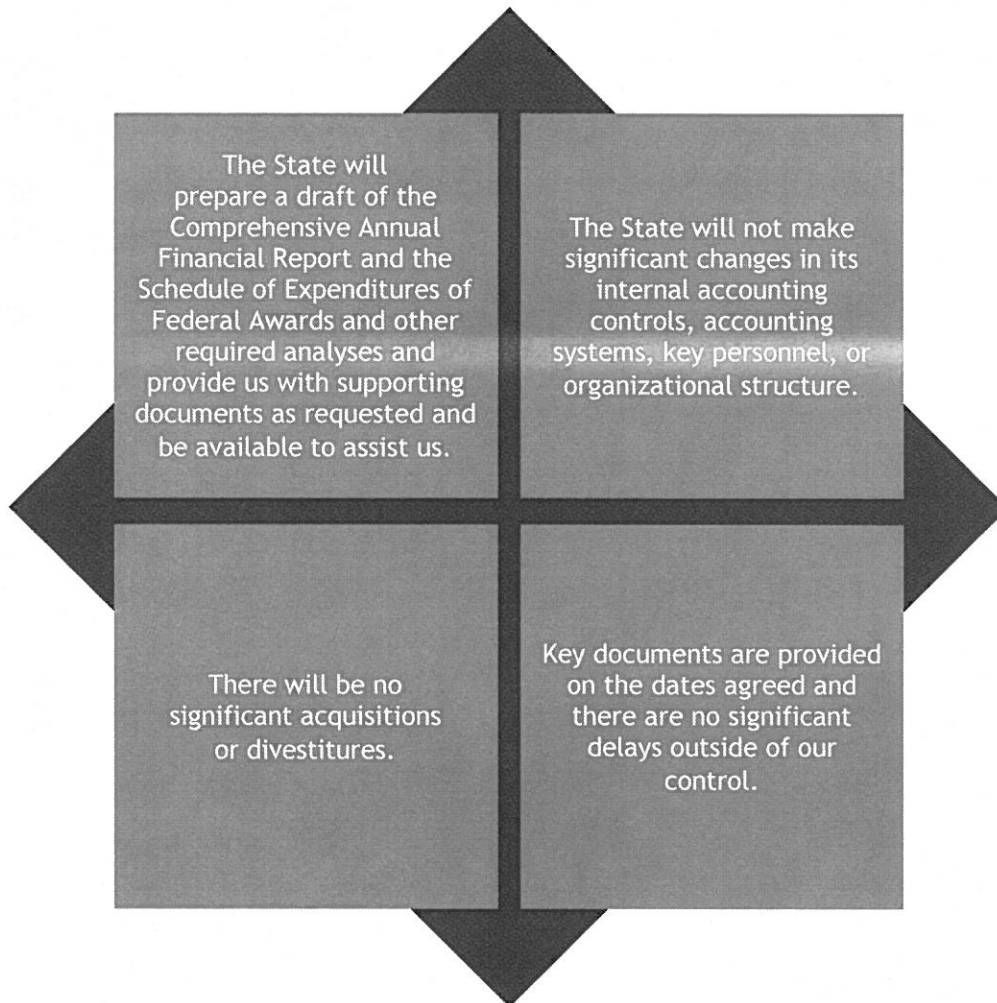 The State will
prepare a draft of the
Comprehensive Annual
Financial Report and the
Schedule of Expenditures of
Federal Awards and other
required analyses and
provide us with supporting
documents as requested and
be available to assist us.
The State will not make
significant changes in its
internal accounting
controls, accounting
systems, key personnel, or
organizational structure.
There will be no
significant acquisitions
or divestitures.
Key documents are provided
on the dates agreed and
there are no significant
delays outside of our
control.